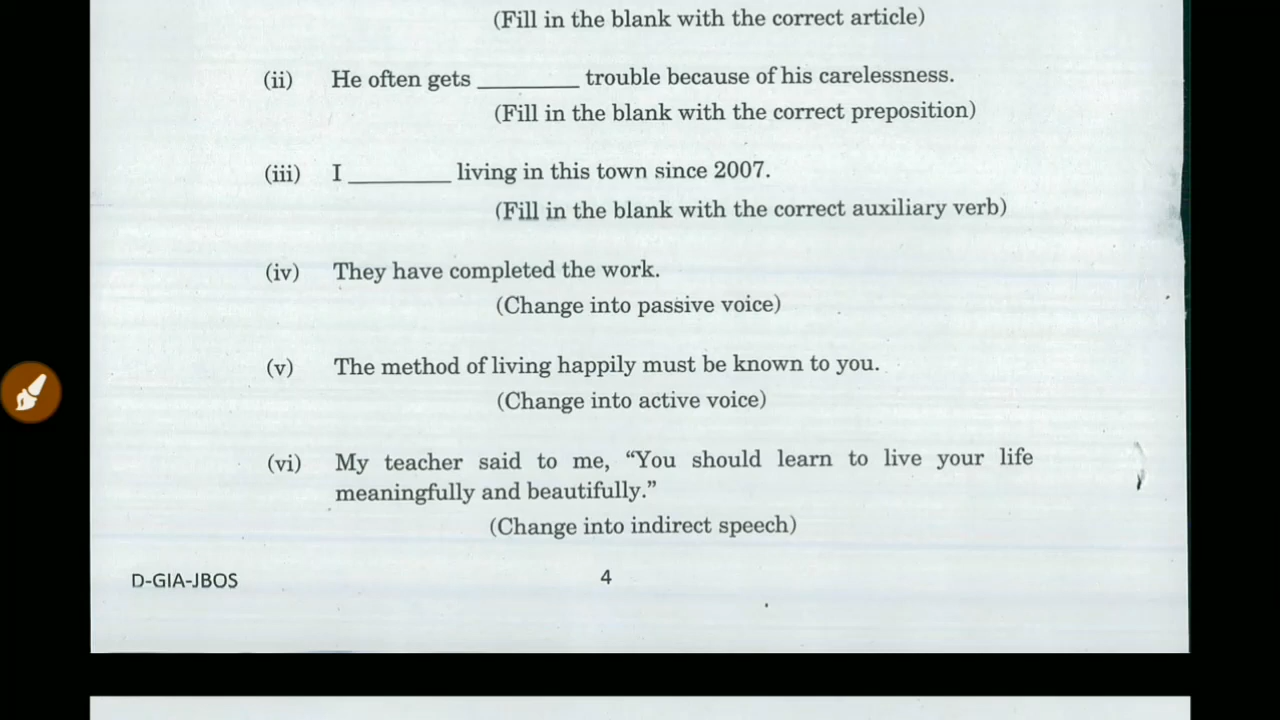 (Fill in the blank with the correct article)
(ii) He often gets ________ trouble because of his carelessness.
(Fill in the blank with the correct preposition)
(iii) I ________ living in this town since 2007.
(Fill in the blank with the correct auxiliary verb)
(iv) They have completed the work.
(Change into passive voice)
(v) The method of living happily must be known to you.
(Change into active voice)
(vi) My teacher said to me, “You should learn to live your life
meaningfully and beautifully.”
(Change into indirect speech)
D-GIA-JBOS 4